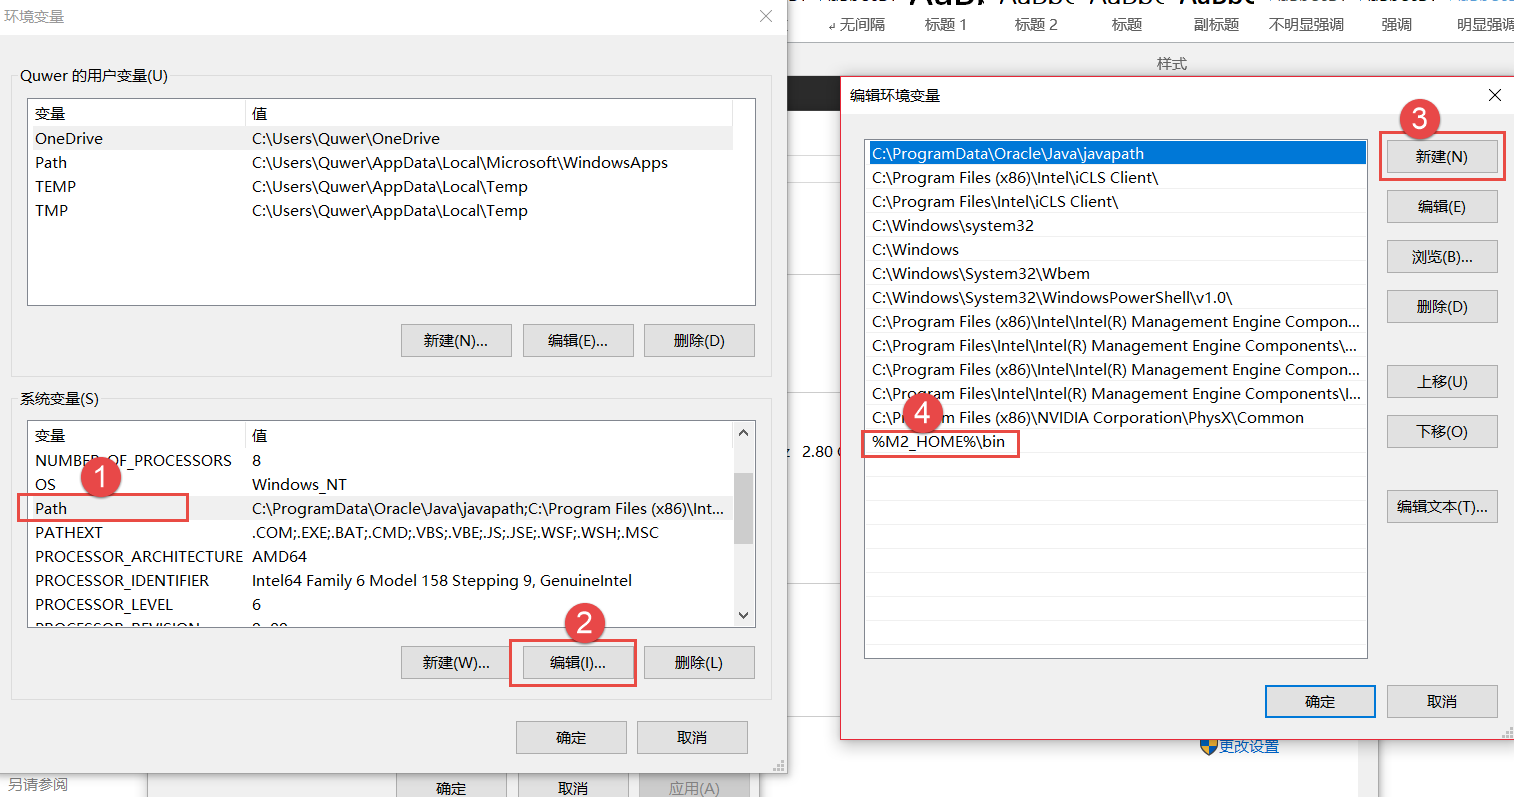 环境变量
Quwer 的用户变量(U)
变量 值
OneDrive C:\Users\Quwer\OneDrive
Path C:\Users\Quwer\AppData\Local\Microsoft\WindowsApps
TEMP C:\Users\Quwer\AppData\Local\Temp
TMP C:\Users\Quwer\AppData\Local\Temp
新建(N)... 编辑(E)... 删除(D)
系统变量(S)
变量 值
NUMBER_OF_PROCESSORS 8
OS Windows_NT
1
Path C:\ProgramData\Oracle\Java\javapath;C:\Program Files (x86)\Int...
PATHEXT .COM;.EXE;.BAT;.CMD;.VBS;.VBE;.JS;.JSE;.WSF;.WSH;.MSC
PROCESSOR_ARCHITECTURE AMD64
PROCESSOR_IDENTIFIER Intel64 Family 6 Model 158 Stepping 9, GenuineIntel
PROCESSOR_LEVEL 6
2
新建(W)... 编辑(I)... 删除(L)
确定 取消
另请参阅
确定 取消 应用(A)
无间隔 标题 1 标题 2 标题 副标题 不明显强调 强调 明显强调
样式
编辑环境变量
3
C:\ProgramData\Oracle\Java\javapath
C:\Program Files (x86)\Intel\iCLS Client\
C:\Program Files\Intel\iCLS Client\
C:\Windows\system32
C:\Windows
C:\Windows\System32\Wbem
C:\Windows\System32\WindowsPowerShell\v1.0\
C:\Program Files (x86)\Intel\Intel(R) Management Engine Compon...
C:\Program Files\Intel\Intel(R) Management Engine Components\...
C:\Program Files (x86)\Intel\Intel(R) Management Engine Compon...
C:\Program Files\Intel\Intel(R) Management Engine Components\I...
C:\Program Files (x86)\NVIDIA Corporation\PhysX\Common
4
%M2_HOME%\bin
新建(N)
编辑(E)
浏览(B)...
删除(D)
上移(U)
下移(O)
编辑文本(T)...
确定 取消
2.80
更改设置